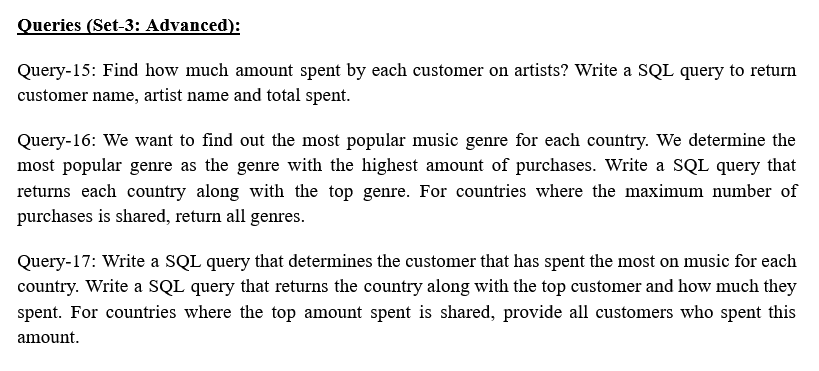 Queries (Set-3: Advanced):
Query-15: Find how much amount spent by each customer on artists? Write a SQL query to return
customer name, artist name and total spent.
Query-16: We want to find out the most popular music genre for each country. We determine the
most popular genre as the genre with the highest amount of purchases. Write a SQL query that
returns each country along with the top genre. For countries where the maximum number of
purchases is shared, return all genres.
Query-17: Write a SQL query that determines the customer that has spent the most on music for each
country. Write a SQL query that returns the country along with the top customer and how much they
spent. For countries where the top amount spent is shared, provide all customers who spent this
amount.